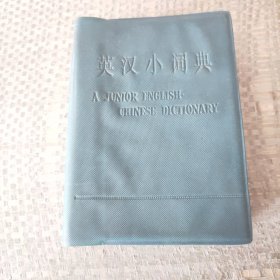 英汉小词典
A JUNIOR ENGLISH-
CHINESE DICTIONARY